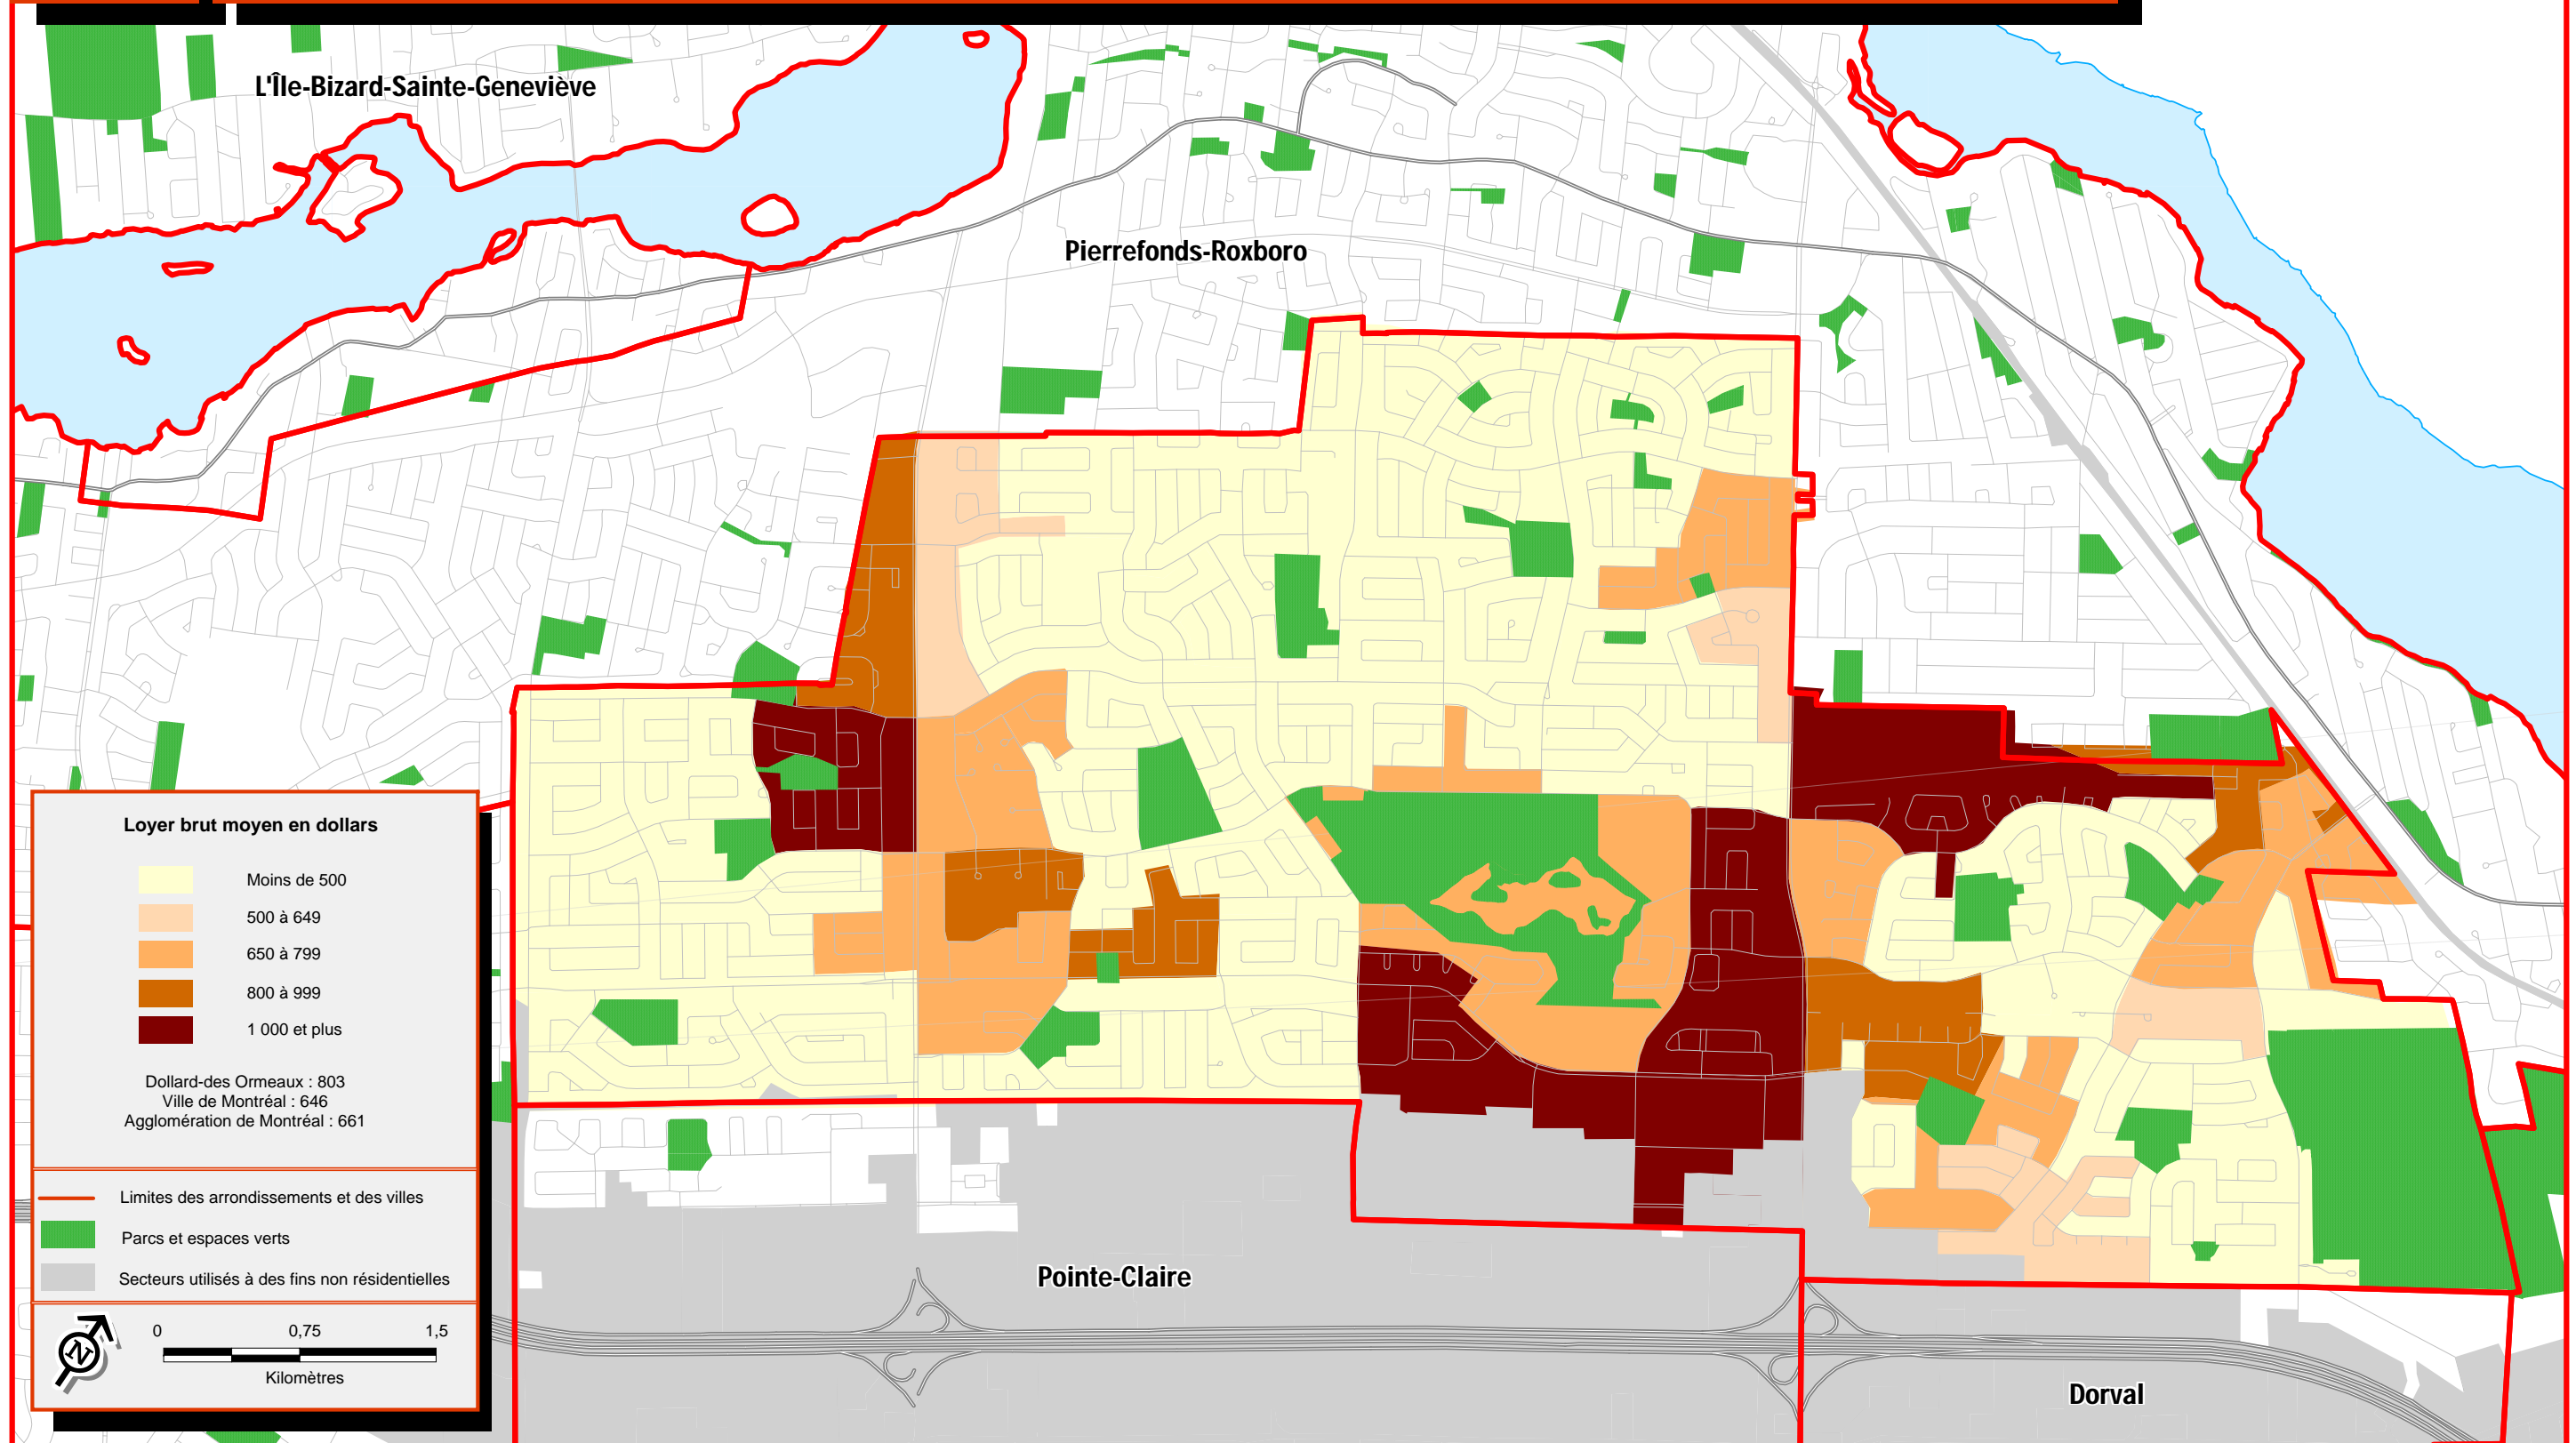 L'Île-Bizard-Sainte-Geneviève
Pierrefonds-Roxboro
Loyer brut moyen en dollars
Moins de 500
500 à 649
650 à 799
800 à 999
1 000 et plus
Dollard-des Ormeaux : 803
Ville de Montréal : 646
Agglomération de Montréal : 661
Limites des arrondissements et des villes
Parcs et espaces verts
Secteurs utilisés à des fins non résidentielles
N
0 0,75 1,5
Kilomètres
Pointe-Claire
Dorval